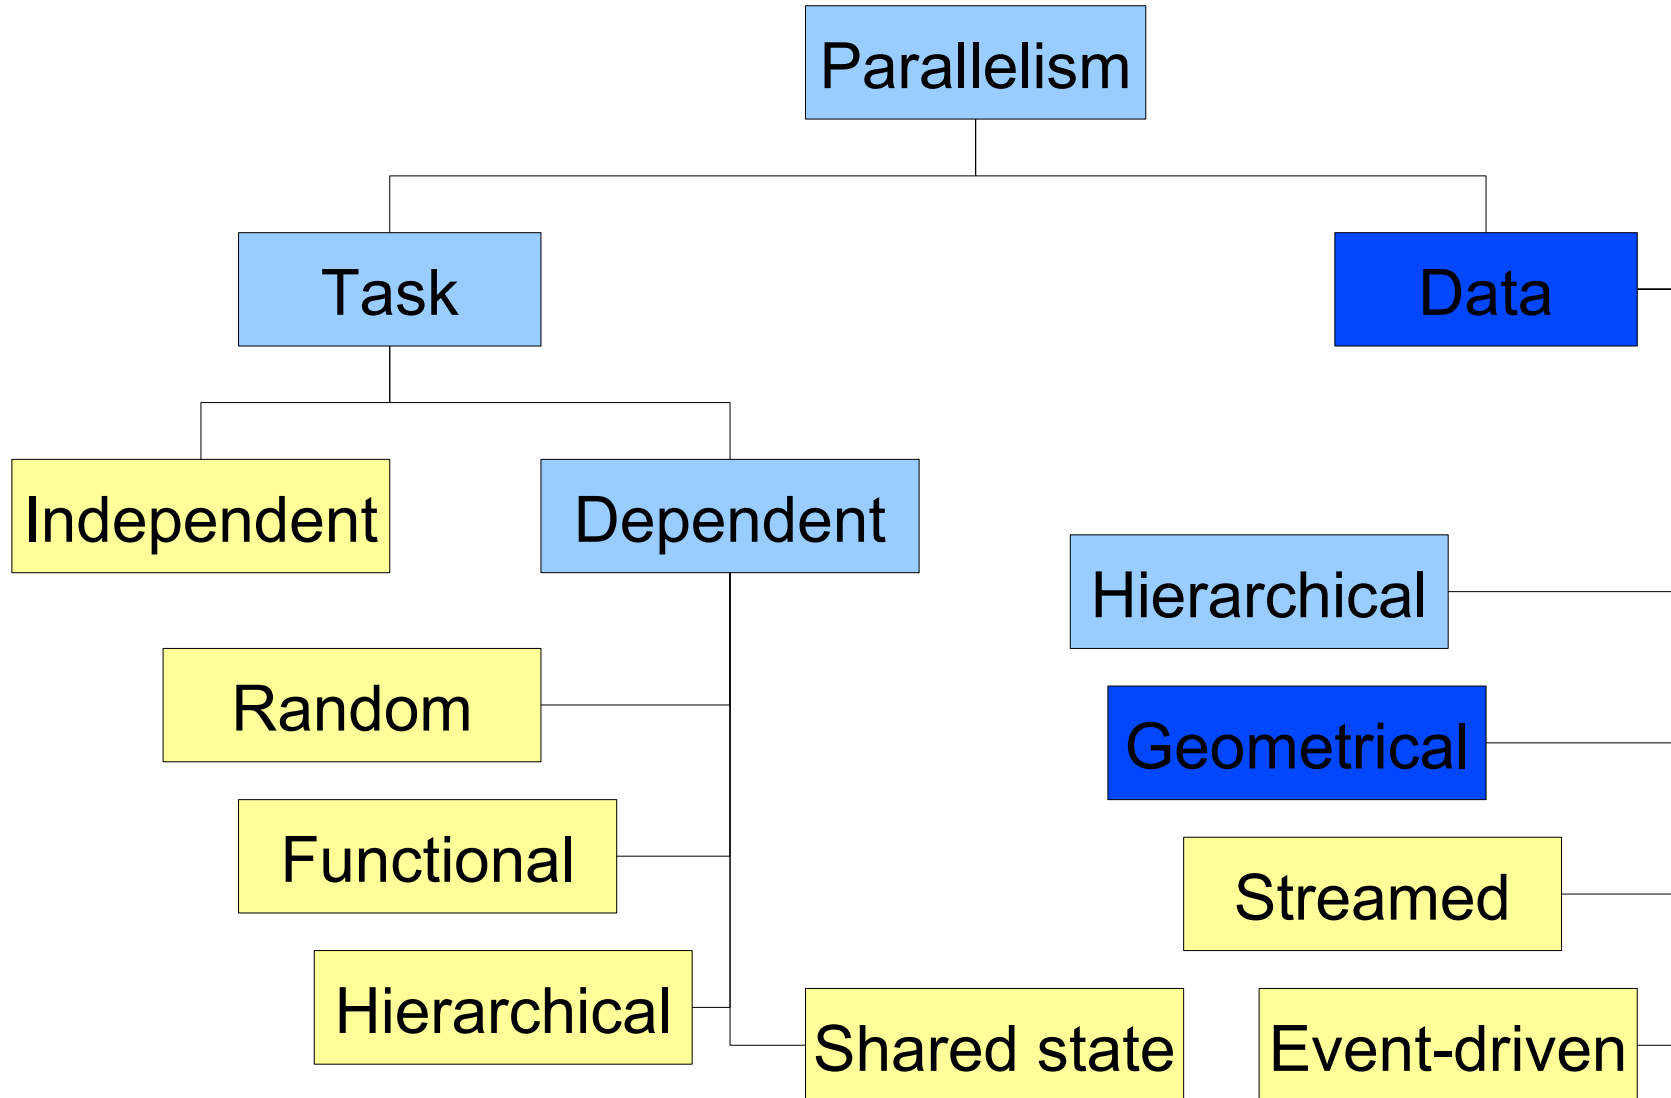 Parallelism
Task
Data
Independent
Dependent
Hierarchical
Random
Geometrical
Functional
Streamed
Hierarchical
Shared state
Event-driven